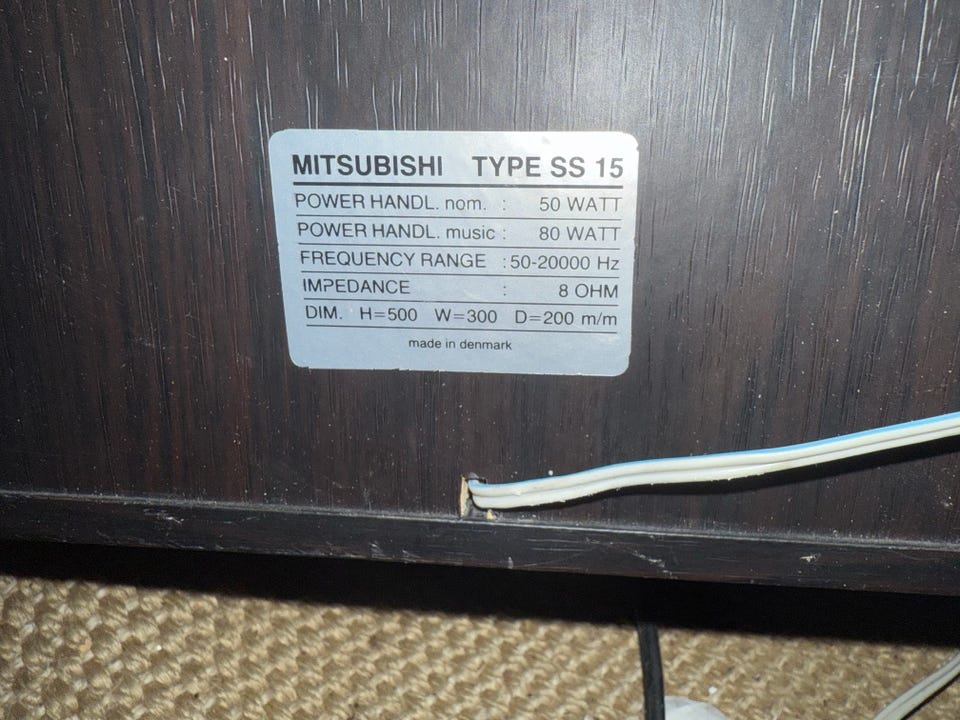 MITSUBISHI TYPE SS 15
POWER HANDL. nom. : 50 WATT
POWER HANDL. music : 80 WATT
FREQUENCY RANGE : 50-20000 Hz
IMPEDANCE : 8 OHM
DIM. H=500 W=300 D=200 m/m
made in denmark